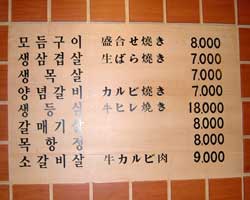 모듬구이 盛合せ焼き 8.000
생삼겹살 生ばら焼き 7.000
생목살 7.000
양념갈비 カルビ焼き 7.000
생등심 牛ヒレ焼き 18.000
갈매기살 8.000
목항정 8.000
소갈비살 牛カルビ肉 9.000